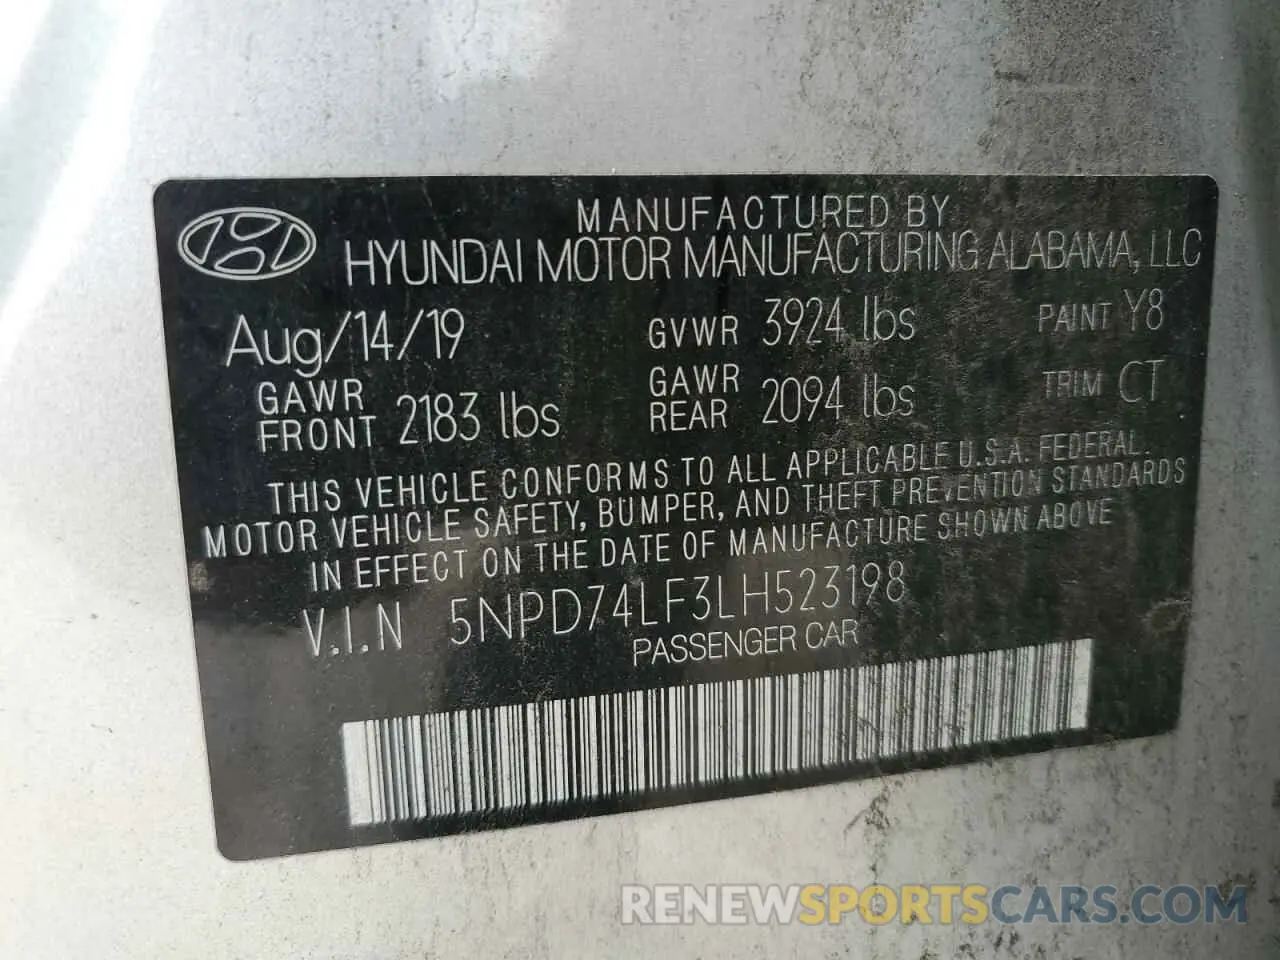 MANUFACTURED BY
HYUNDAI MOTOR MANUFACTURING ALABAMA, LLC
Aug/14/19 GVWR 3924 lbs PAINT Y8
GAWR FRONT 2183 lbs GAWR REAR 2094 lbs TRIM CT
THIS VEHICLE CONFORMS TO ALL APPLICABLE U.S.A. FEDERAL
MOTOR VEHICLE SAFETY, BUMPER, AND THEFT PREVENTION STANDARDS
IN EFFECT ON THE DATE OF MANUFACTURE SHOWN ABOVE
V.I.N 5NPD74LF3LH523198
PASSENGER CAR
RENEWSPORTSCARS.COM